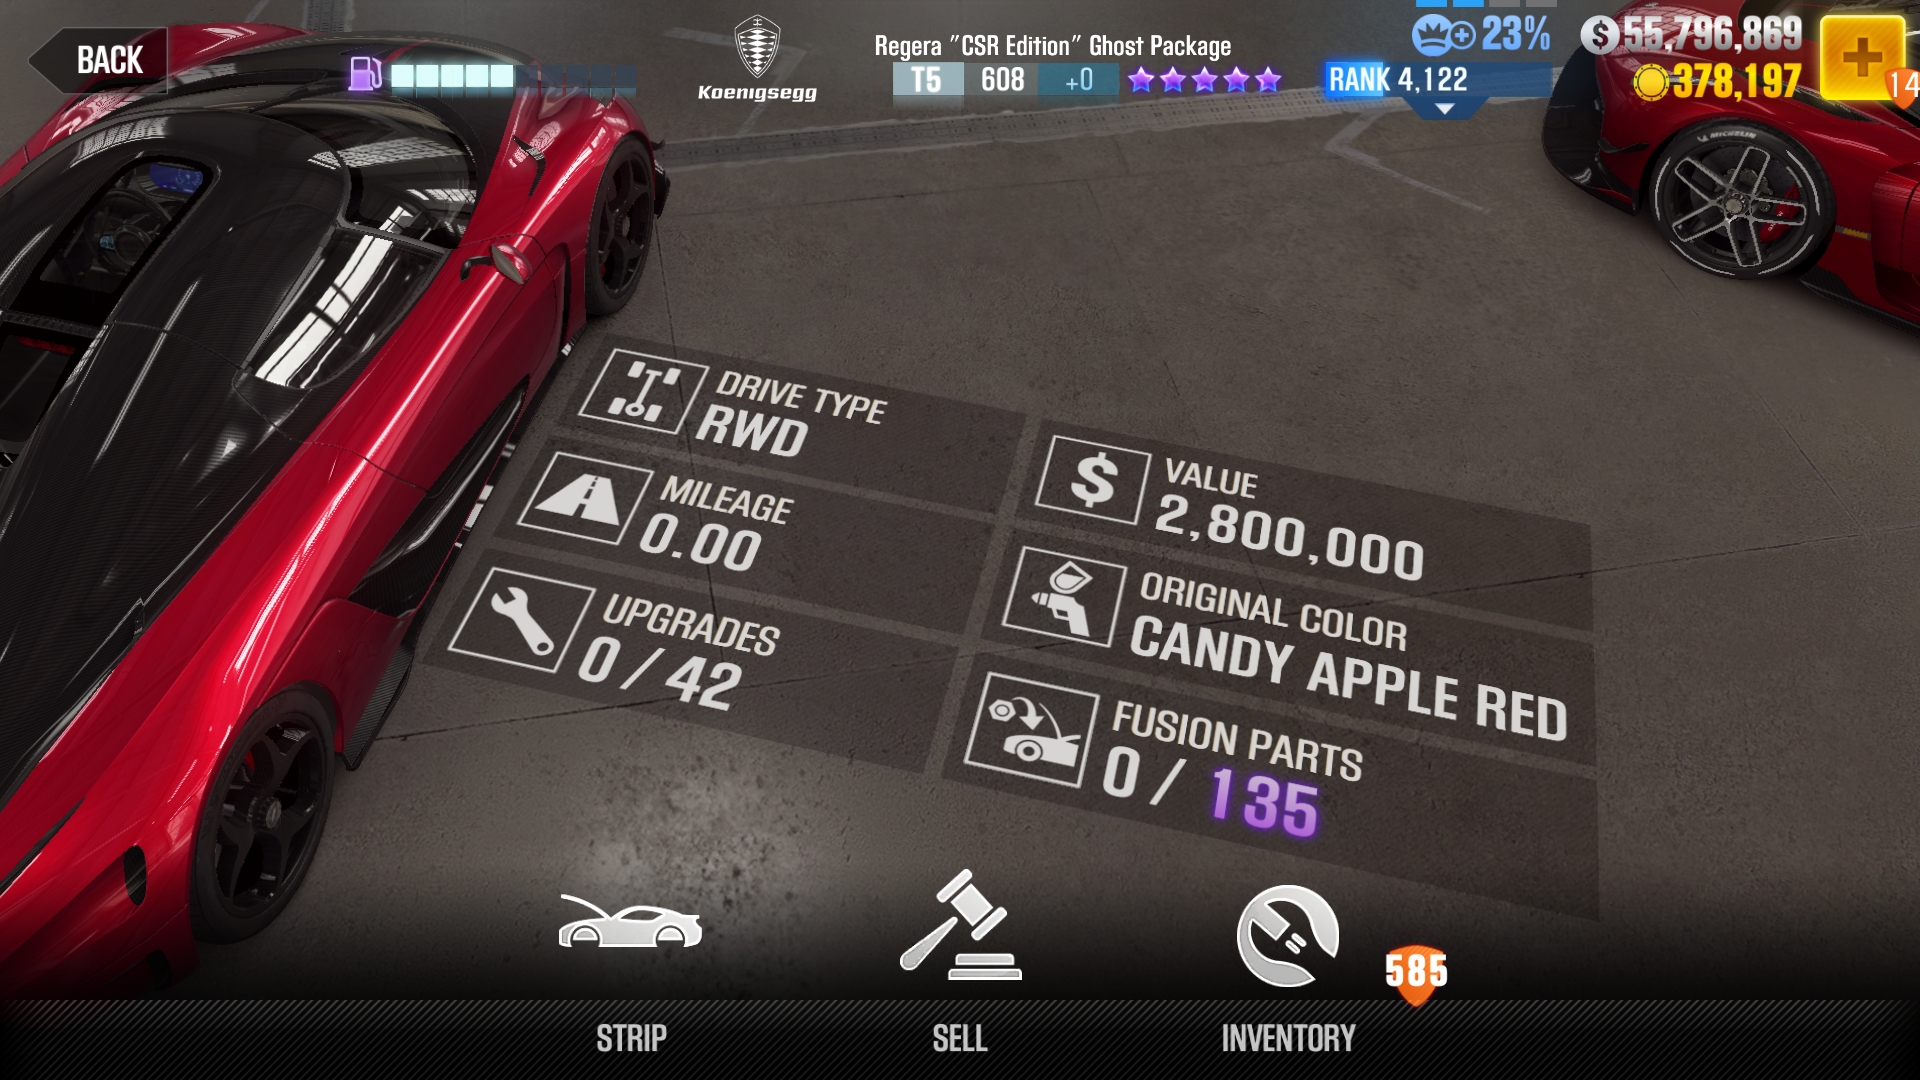 BACK
Koenigsegg
Regera "CSR Edition" Ghost Package
T5 608 +0
RANK 4,122
23%
55,796,869
378,197
14
MICHELIN
DRIVE TYPE
RWD
MILEAGE
0.00
UPGRADES
0 / 42
VALUE
2,800,000
ORIGINAL COLOR
CANDY APPLE RED
FUSION PARTS
0 / 135
STRIP
SELL
INVENTORY
585